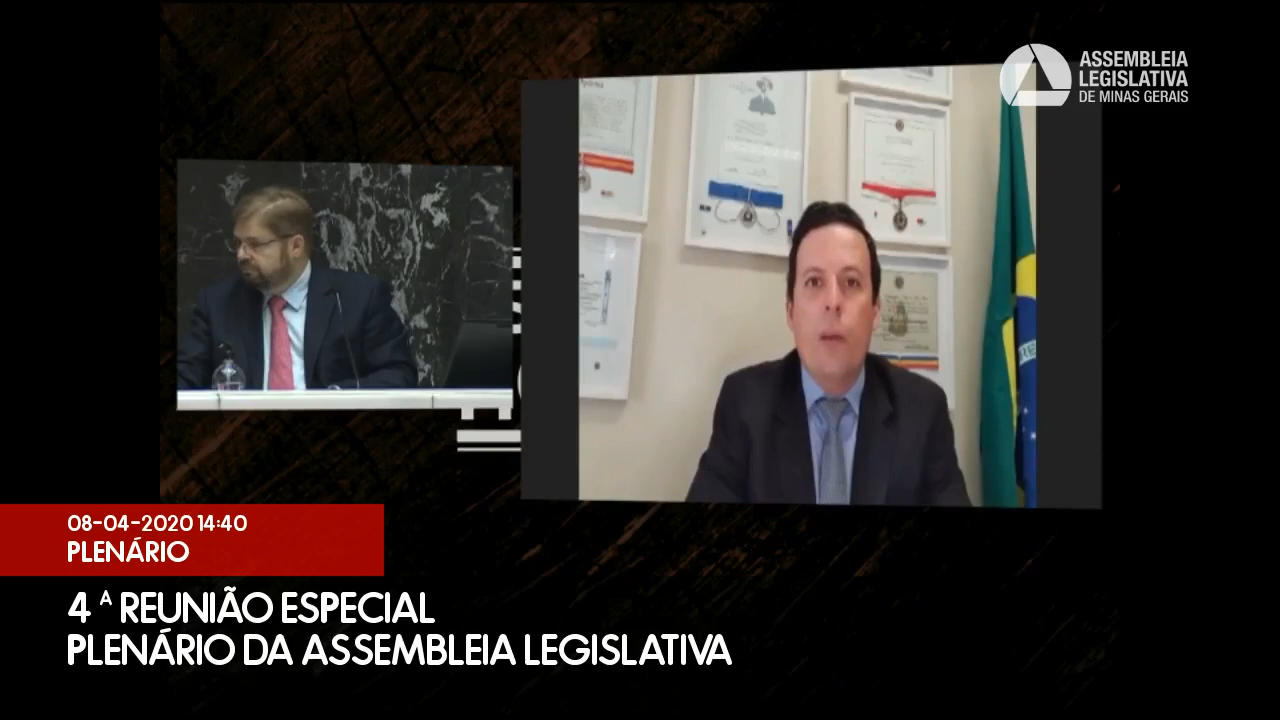 ASSEMBLEIA
LEGISLATIVA
DE MINAS GERAIS
08-04-2020 14:40
PLENÁRIO
4 ª REUNIÃO ESPECIAL
PLENÁRIO DA ASSEMBLEIA LEGISLATIVA